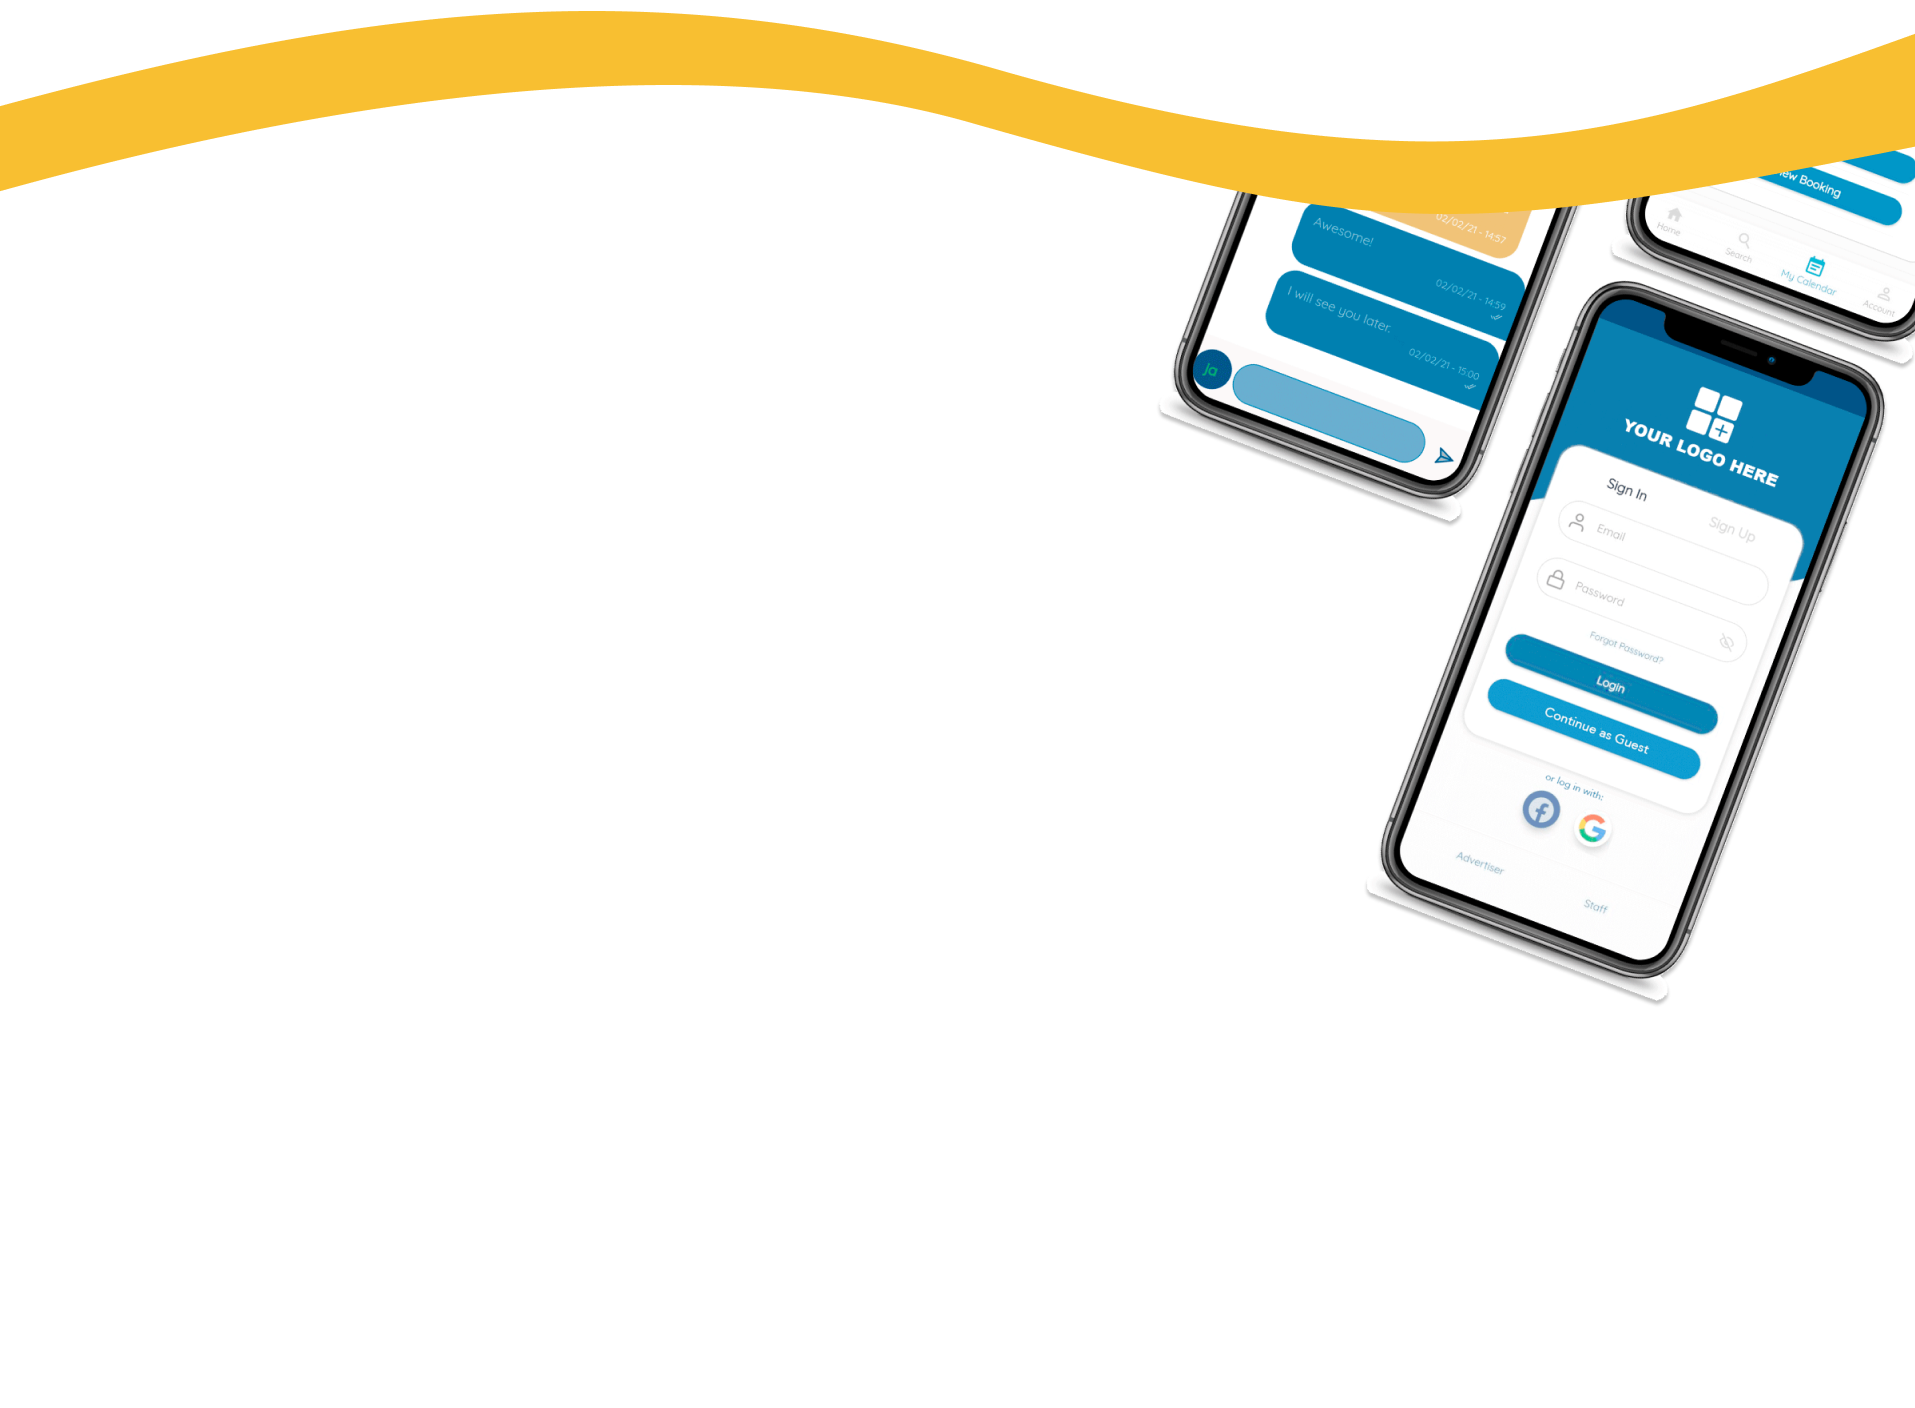 02/02/21 - 14:57
Awesome!
02/02/21 - 14:59
I will see you later.
02/02/21 - 15:00
Ja
ew Booking
Home
Search
My Calendar
Account
YOUR LOGO HERE
Sign In
Sign Up
Email
Password
Forgot Password?
Login
Continue as Guest
or log in with:
Advertiser
Staff